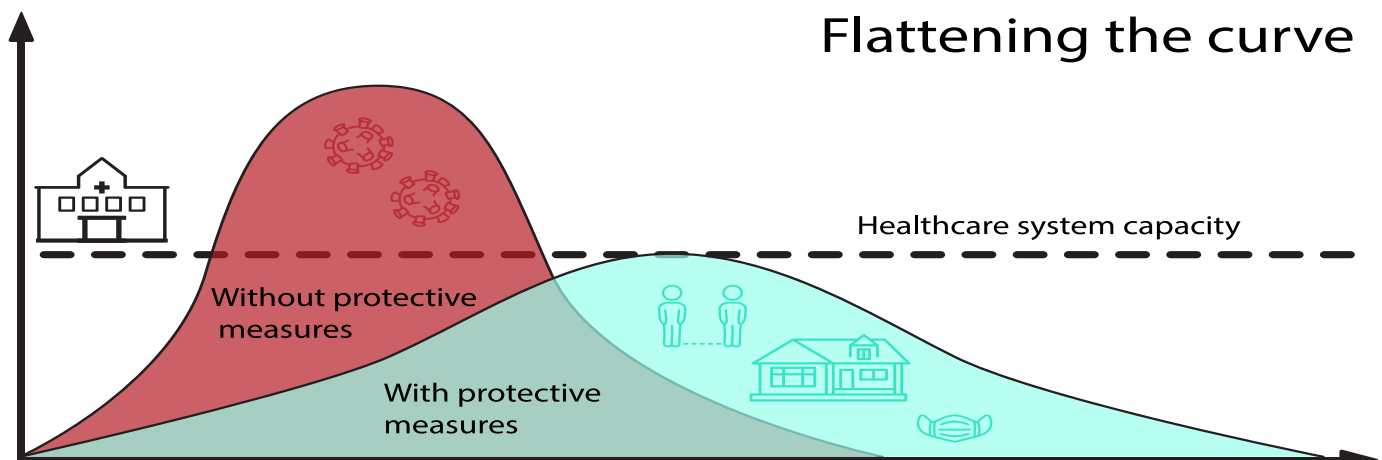 Flattening the curve
Healthcare system capacity
Without protective
measures
With protective
measures